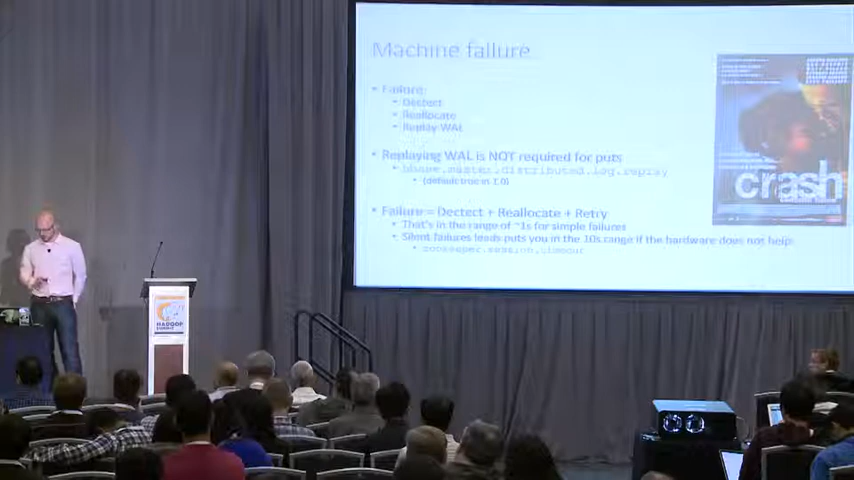 Machine failure
• Failure:
• Dectect
• Reallocate
• Replay WAL
• Replaying WAL is NOT required for puts
• hbase.master.distributed.log.replay
• (default true in 1.0)
• Failure = Dectect + Reallocate + Retry
• That's in the range of ~1s for simple failures
• Silent failures leads puts you in the 10s range if the hardware does not help
• zookeeper.session.timeout
crash
HADOOP
SUMMIT